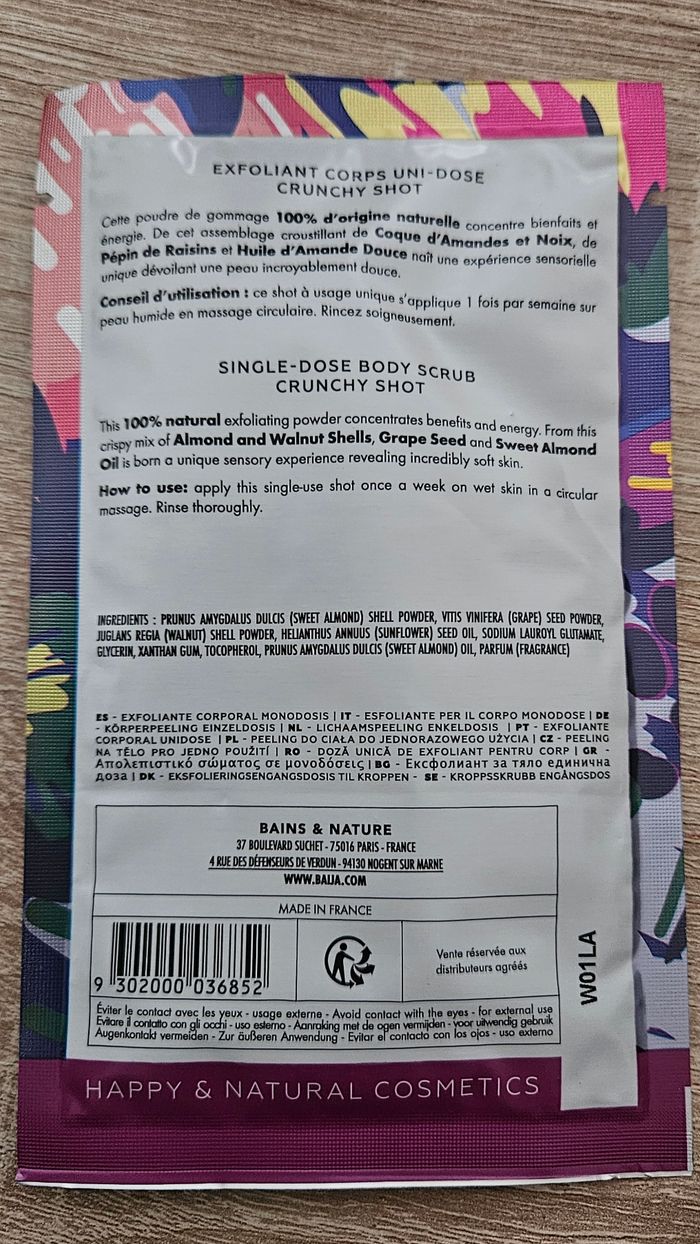 EXFOLIANT CORPS UNI-DOSE
CRUNCHY SHOT
Cette poudre de gommage 100% d'origine naturelle concentre bienfaits et
énergie. De cet assemblage croustillant de Coque d'Amandes et Noix, de
Pépin de Raisins et Huile d'Amande Douce naît une expérience sensorielle
unique dévoilant une peau incroyablement douce.
Conseil d'utilisation : ce shot à usage unique s'applique 1 fois par semaine sur
peau humide en massage circulaire. Rincez soigneusement.
SINGLE-DOSE BODY SCRUB
CRUNCHY SHOT
This 100% natural exfoliating powder concentrates benefits and energy. From this
crispy mix of Almond and Walnut Shells, Grape Seed and Sweet Almond
Oil is born a unique sensory experience revealing incredibly soft skin.
How to use: apply this single-use shot once a week on wet skin in a circular
massage. Rinse thoroughly.
INGREDIENTS : PRUNUS AMYGDALUS DULCIS (SWEET ALMOND) SHELL POWDER, VITIS VINIFERA (GRAPE) SEED POWDER,
JUGLANS REGIA (WALNUT) SHELL POWDER, HELIANTHUS ANNUUS (SUNFLOWER) SEED OIL, SODIUM LAUROYL GLUTAMATE,
GLYCERIN, XANTHAN GUM, TOCOPHEROL, PRUNUS AMYGDALUS DULCIS (SWEET ALMOND) OIL, PARFUM (FRAGRANCE)
ES - EXFOLIANTE CORPORAL MONODOSIS | IT - ESFOLIANTE PER IL CORPO MONODOSE | DE
- KÖRPERPEELING EINZELDOSIS | NL - LICHAAMSPEELING ENKELDOSIS | PT - EXFOLIANTE
CORPORAL UNIDOSE | PL - PEELING DO CIAŁA DO JEDNORAZOWEGO UŻYCIA | CZ - PEELING
NA TĚLO PRO JEDNO POUŽITÍ | RO - DOZĂ UNICĂ DE EXFOLIANT PENTRU CORP | GR -
Απολεπιστικό σώματος σε μονοδόσεις | BG - Ексфолиант за тяло единична
доза | DK - EKSFOLIERINGSENGANGSDOSIS TIL KROPPEN - SE - KROPPSSKRUBB ENGÅNGSDOS
BAINS & NATURE
37 BOULEVARD SUCHET - 75016 PARIS - FRANCE
4 RUE DES DÉFENSEURS DE VERDUN - 94130 NOGENT SUR MARNE
WWW.BAIJA.COM
MADE IN FRANCE
9 302000 036852
Vente réservée aux
distributeurs agréés
W01LA
Éviter le contact avec les yeux - usage externe - Avoid contact with the eyes - for external use
Evitare il contatto con gli occhi - uso esterno - Aanraking met de ogen vermijden - voor uitwendig gebruik
Augenkontakt vermeiden - Zur äußeren Anwendung - Evitar el contacto con los ojos - uso externo
HAPPY & NATURAL COSMETICS